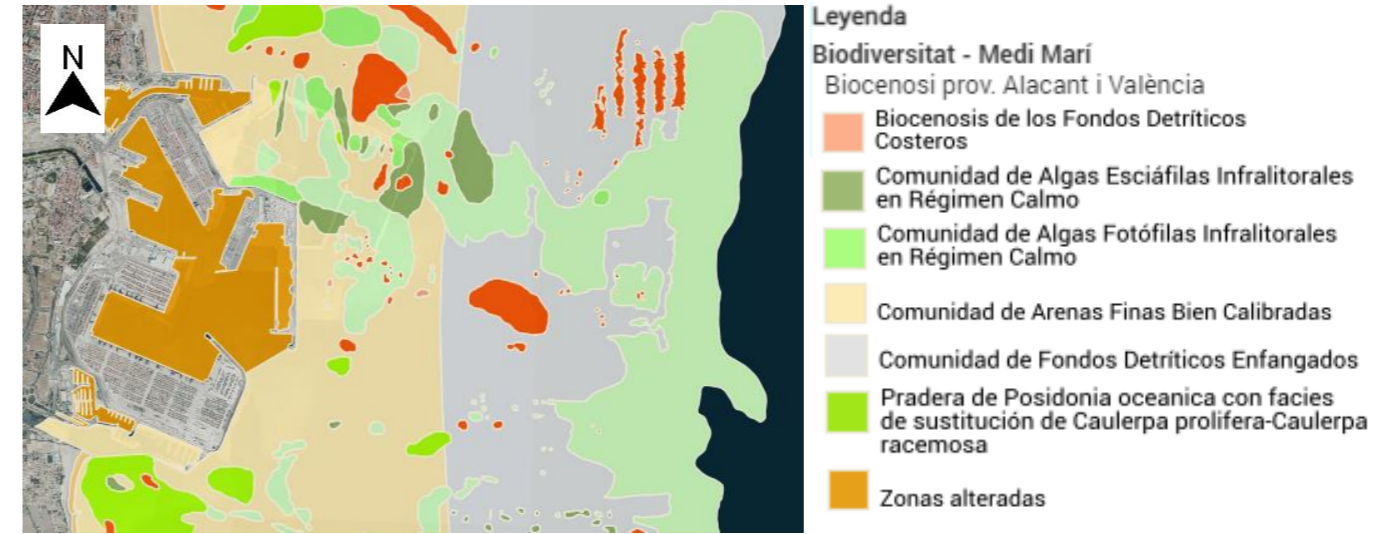 N
Leyenda
Biodiversitat - Medi Marí
Biocenosi prov. Alacant i València
Biocenosis de los Fondos Detríticos
Costeros
Comunidad de Algas Esciáfilas Infralitorales
en Régimen Calmo
Comunidad de Algas Fotófilas Infralitorales
en Régimen Calmo
Comunidad de Arenas Finas Bien Calibradas
Comunidad de Fondos Detríticos Enfangados
Pradera de Posidonia oceanica con facies
de sustitución de Caulerpa prolifera-Caulerpa
racemosa
Zonas alteradas